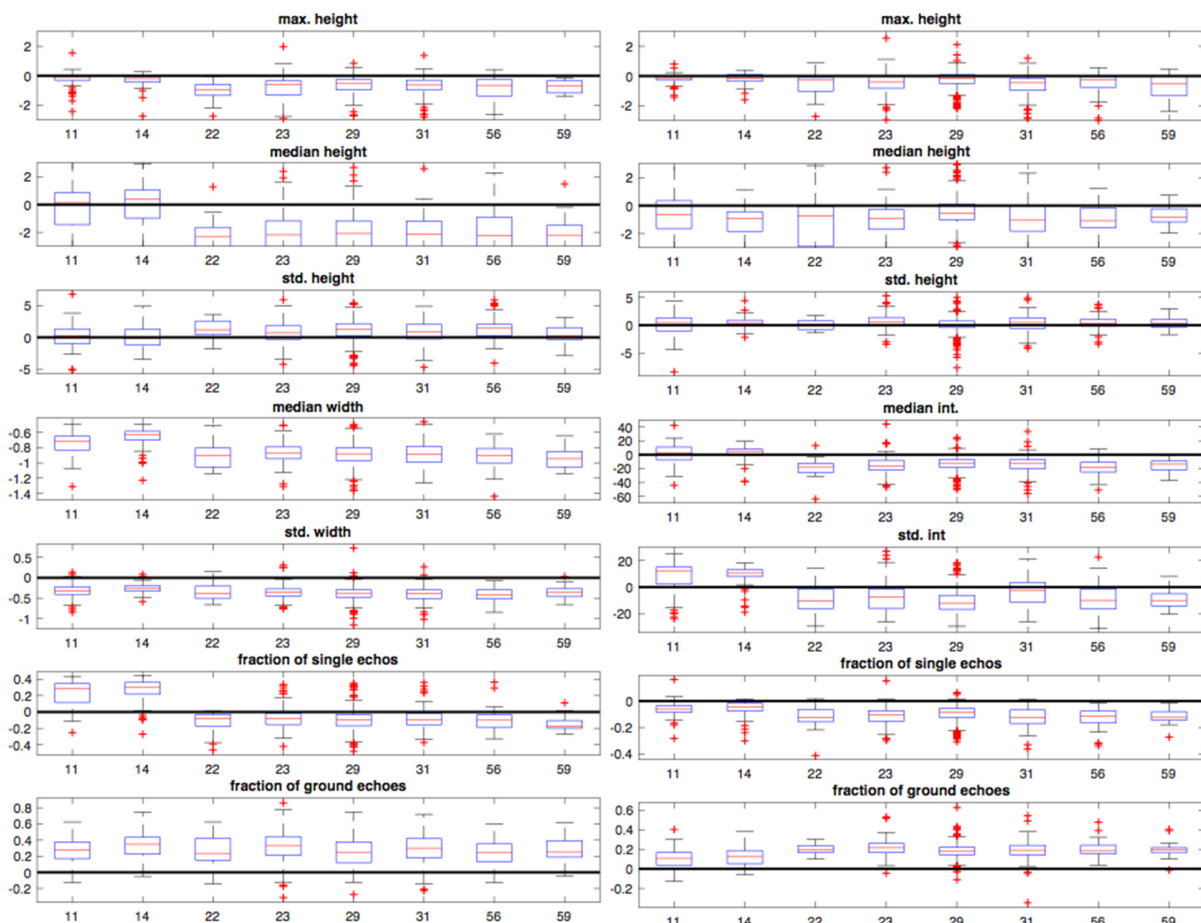 max. height
2
0
-2
11 14 22 23 29 31 56 59
median height
2
0
-2
11 14 22 23 29 31 56 59
std. height
5
0
-5
11 14 22 23 29 31 56 59
median width
-0.6
-0.8
-1
-1.2
-1.4
11 14 22 23 29 31 56 59
std. width
0.5
0
-0.5
-1
11 14 22 23 29 31 56 59
fraction of single echos
0.4
0.2
0
-0.2
-0.4
11 14 22 23 29 31 56 59
fraction of ground echoes
0.8
0.6
0.4
0.2
0
-0.2
11 14 22 23 29 31 56 59
max. height
2
0
-2
11 14 22 23 29 31 56 59
median height
2
0
-2
11 14 22 23 29 31 56 59
std. height
5
0
-5
11 14 22 23 29 31 56 59
median int.
40
20
0
-20
-40
-60
11 14 22 23 29 31 56 59
std. int
20
0
-20
11 14 22 23 29 31 56 59
fraction of single echos
0
-0.2
-0.4
11 14 22 23 29 31 56 59
fraction of ground echoes
0.6
0.4
0.2
0
-0.2
11 14 22 23 29 31 56 59